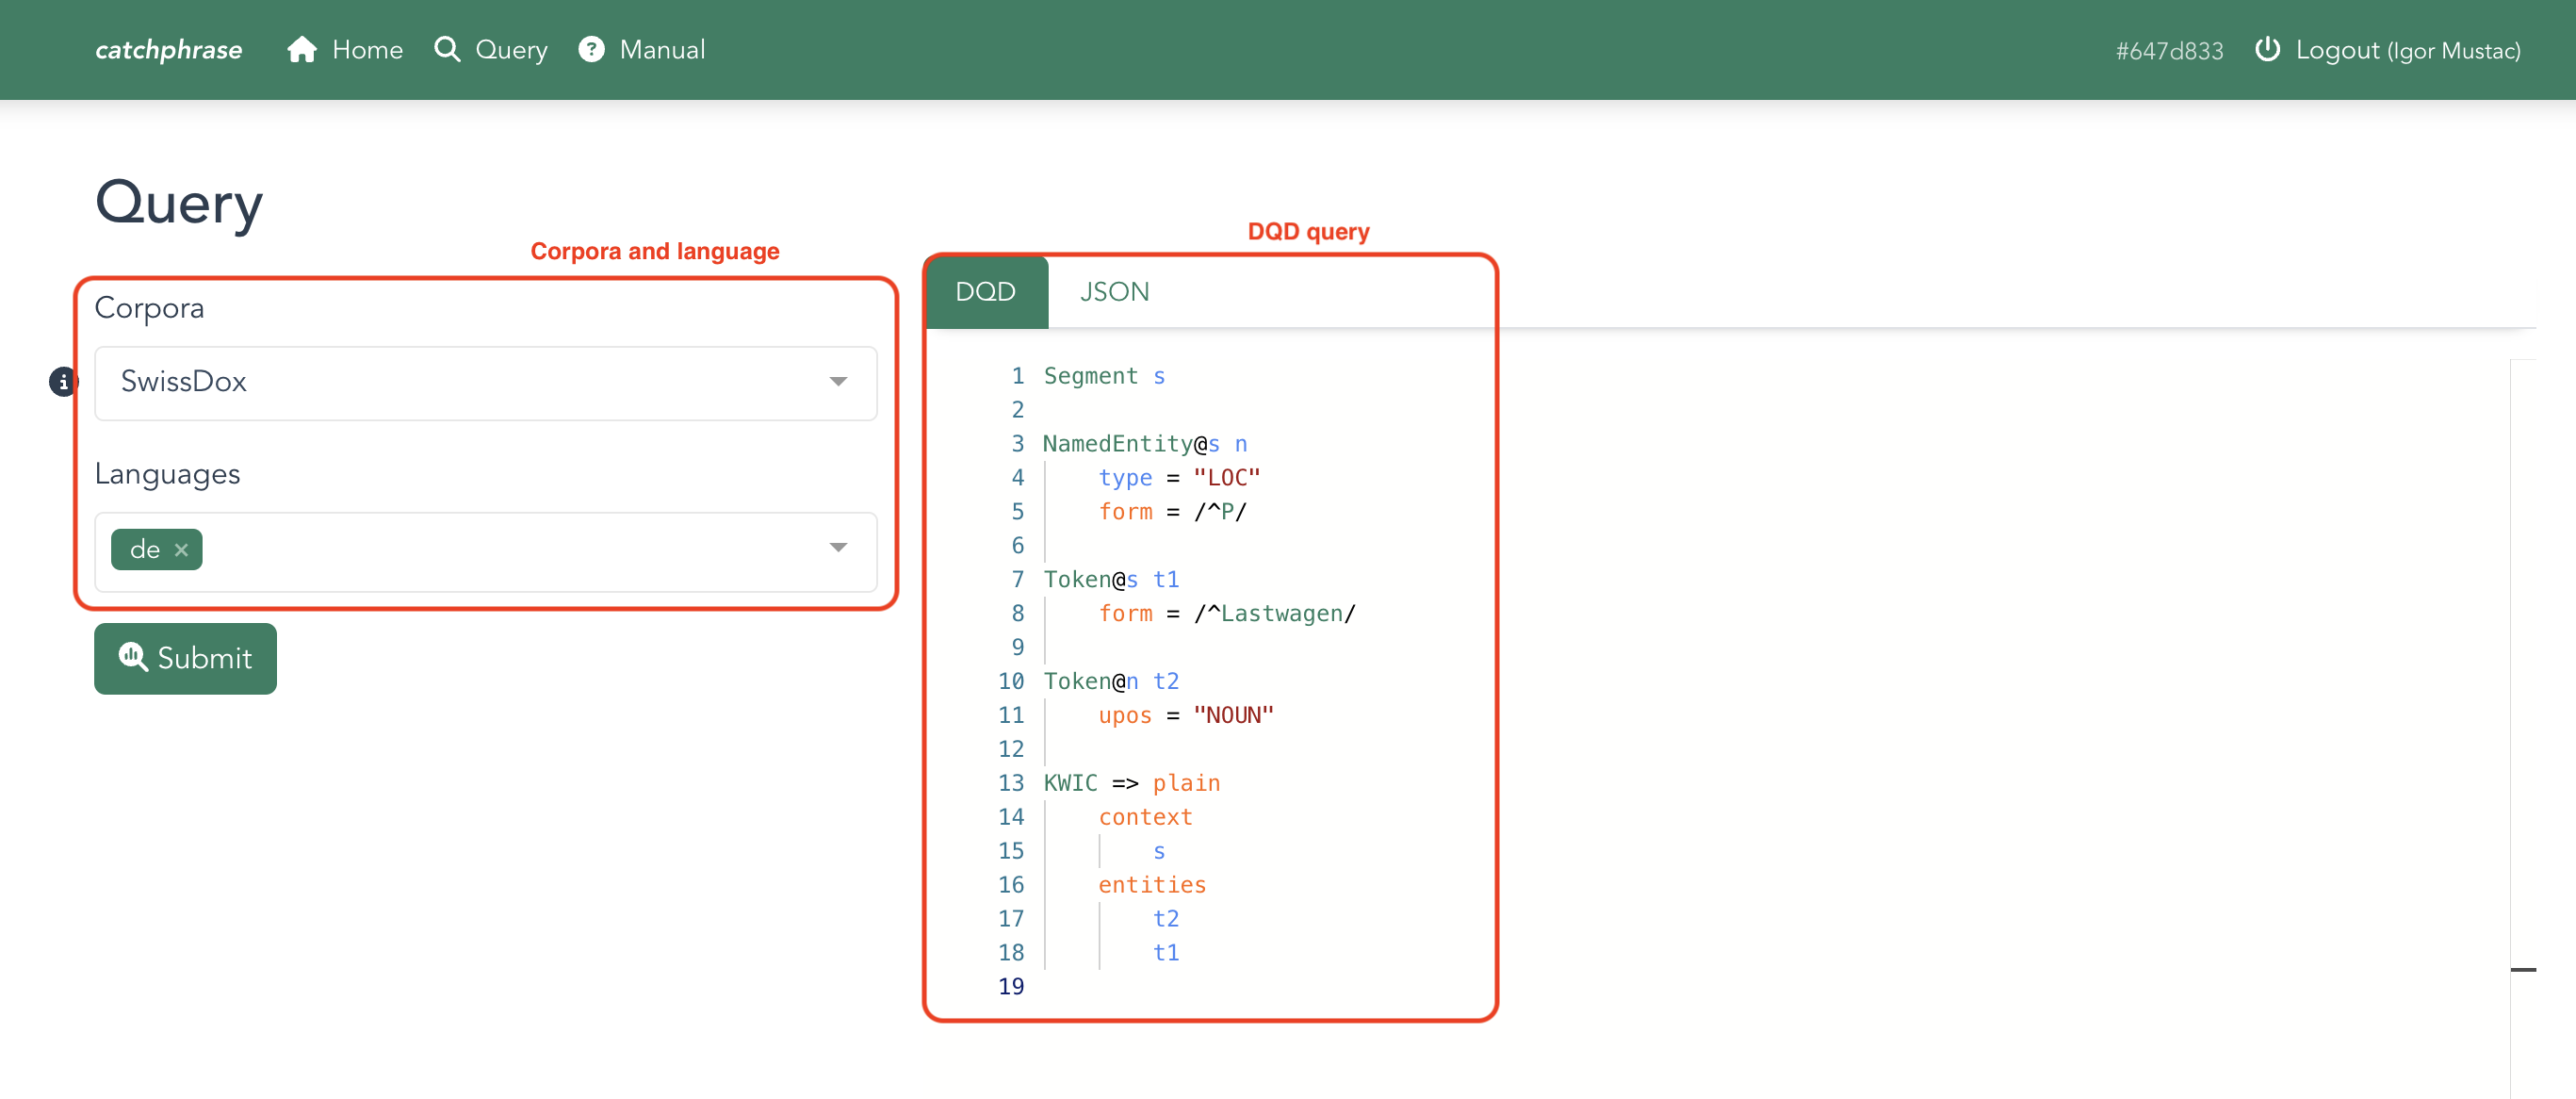 catchphrase Home Query Manual #647d833 Logout (Igor Mustac)
Query
Corpora and language
Corpora
SwissDox
Languages
de ×
Submit
DQD query
DQD JSON
1 Segment s
2
3 NamedEntity@s n
4     type = "LOC"
5     form = /^P/
6
7 Token@s t1
8     form = /^Lastwagen/
9
10 Token@n t2
11     upos = "NOUN"
12
13 KWIC => plain
14     context
15         s
16     entities
17         t2
18         t1
19